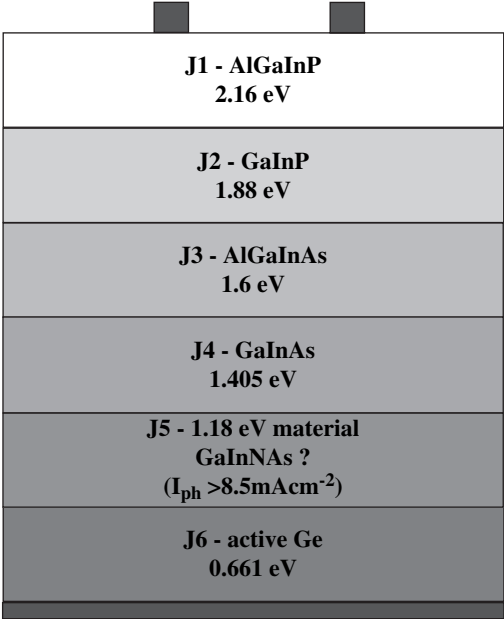 J1 - AlGaInP
2.16 eV
J2 - GaInP
1.88 eV
J3 - AlGaInAs
1.6 eV
J4 - GaInAs
1.405 eV
J5 - 1.18 eV material
GaInNAs ?
(I_ph >8.5mAcm^-2)
J6 - active Ge
0.661 eV